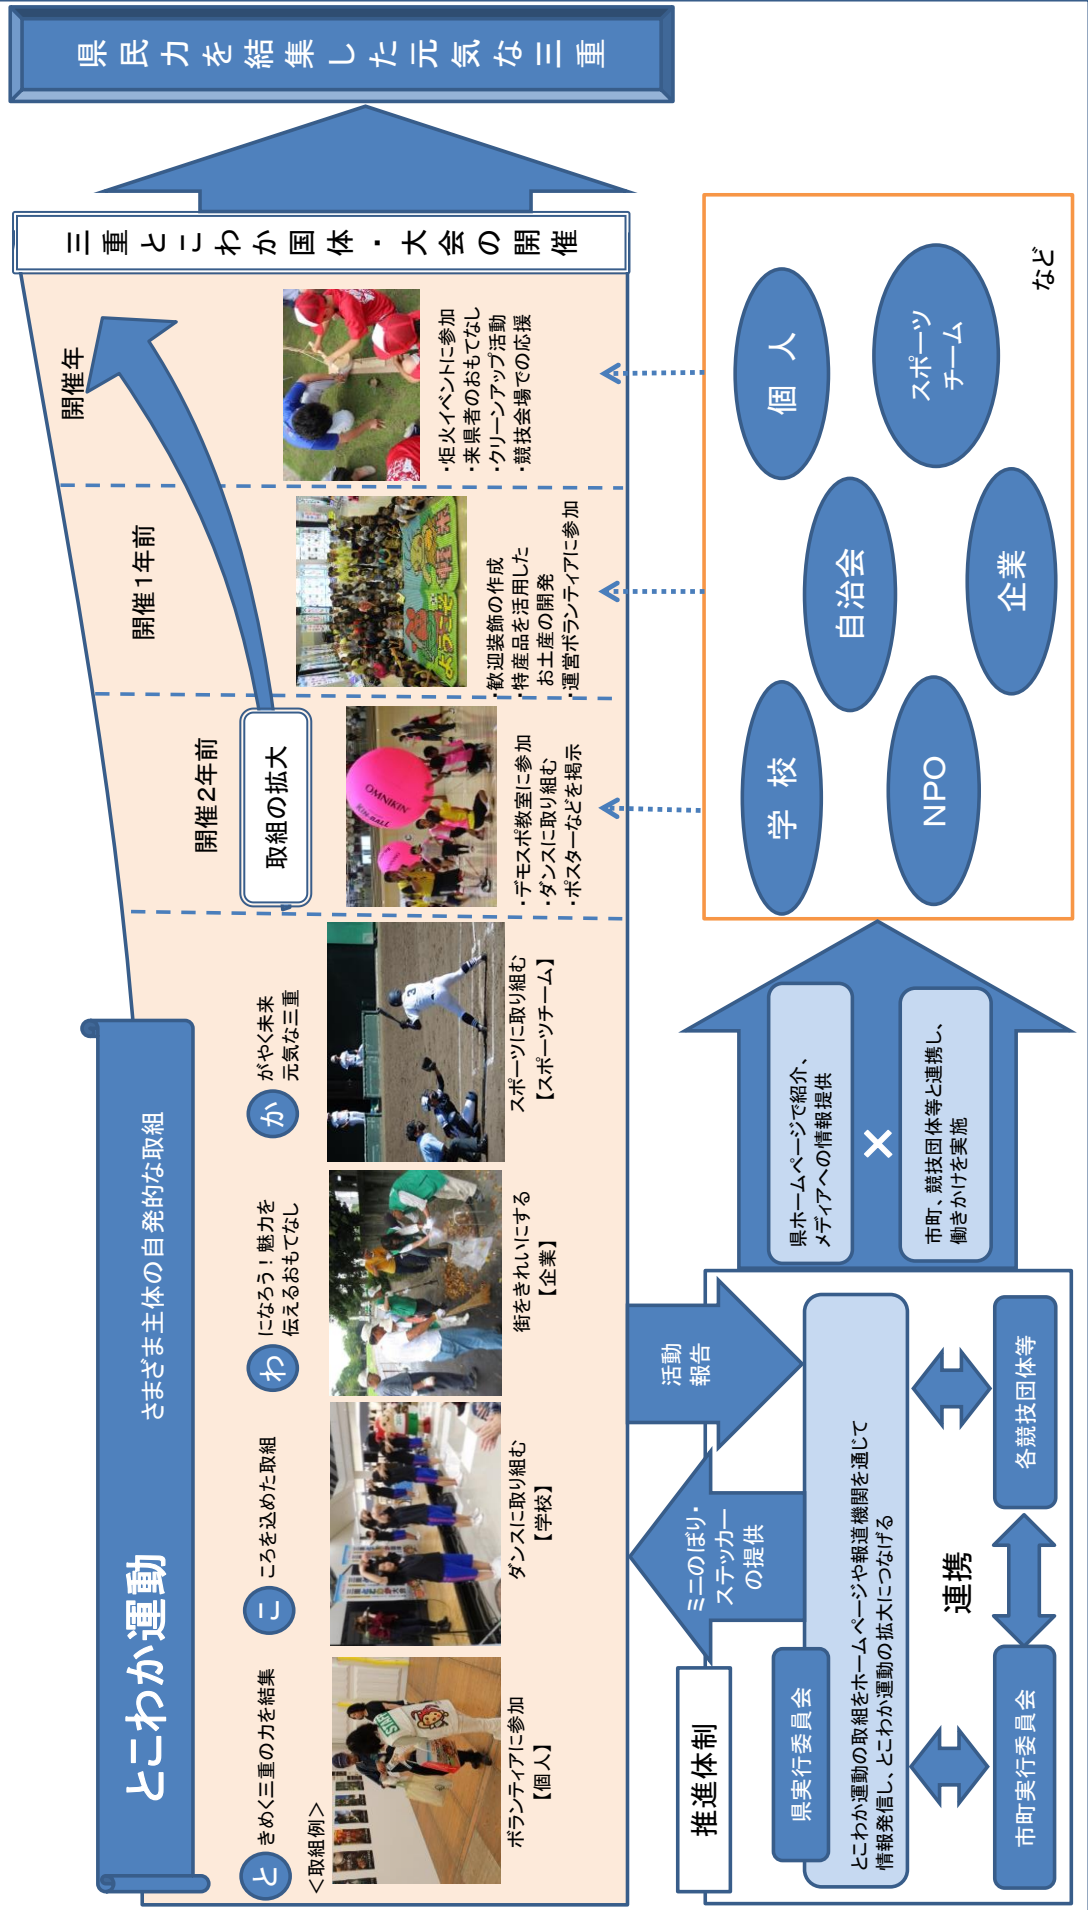 とこわか運動
さまざま主体の自発的な取組
と
きめく三重の力を結集
こ
ころを込めた取組
わ
になろう！魅力を
伝えるおもてなし
か
がやく未来
元気な三重
＜取組例＞
ボランティアに参加
【個人】
ダンスに取り組む
【学校】
街をきれいにする
【企業】
スポーツに取り組む
【スポーツチーム】
開催２年前
取組の拡大
OMNIKIN
KIN-BALL
・デモスポ教室に参加
・ダンスに取り組む
・ポスターなどを掲示
開催１年前
ようこそ
・歓迎装飾の作成
・特産品を活用した
お土産の開発
・運営ボランティアに参加
開催年
・炬火イベントに参加
・来県者のおもてなし
・クリーンアップ活動
・競技会場での応援
三重とこわか国体・大会の開催
県民力を結集した元気な三重
推進体制
ミニのぼり・
ステッカー
の提供
活動
報告
県実行委員会
とこわか運動の取組をホームページや報道機関を通じて
情報発信し、とこわか運動の拡大につなげる
連携
市町実行委員会
各競技団体等
県ホームページで紹介、
メディアへの情報提供
×
市町、競技団体等と連携し、
働きかけを実施
学 校
自治会
個 人
NPO
企業
スポーツ
チーム
など